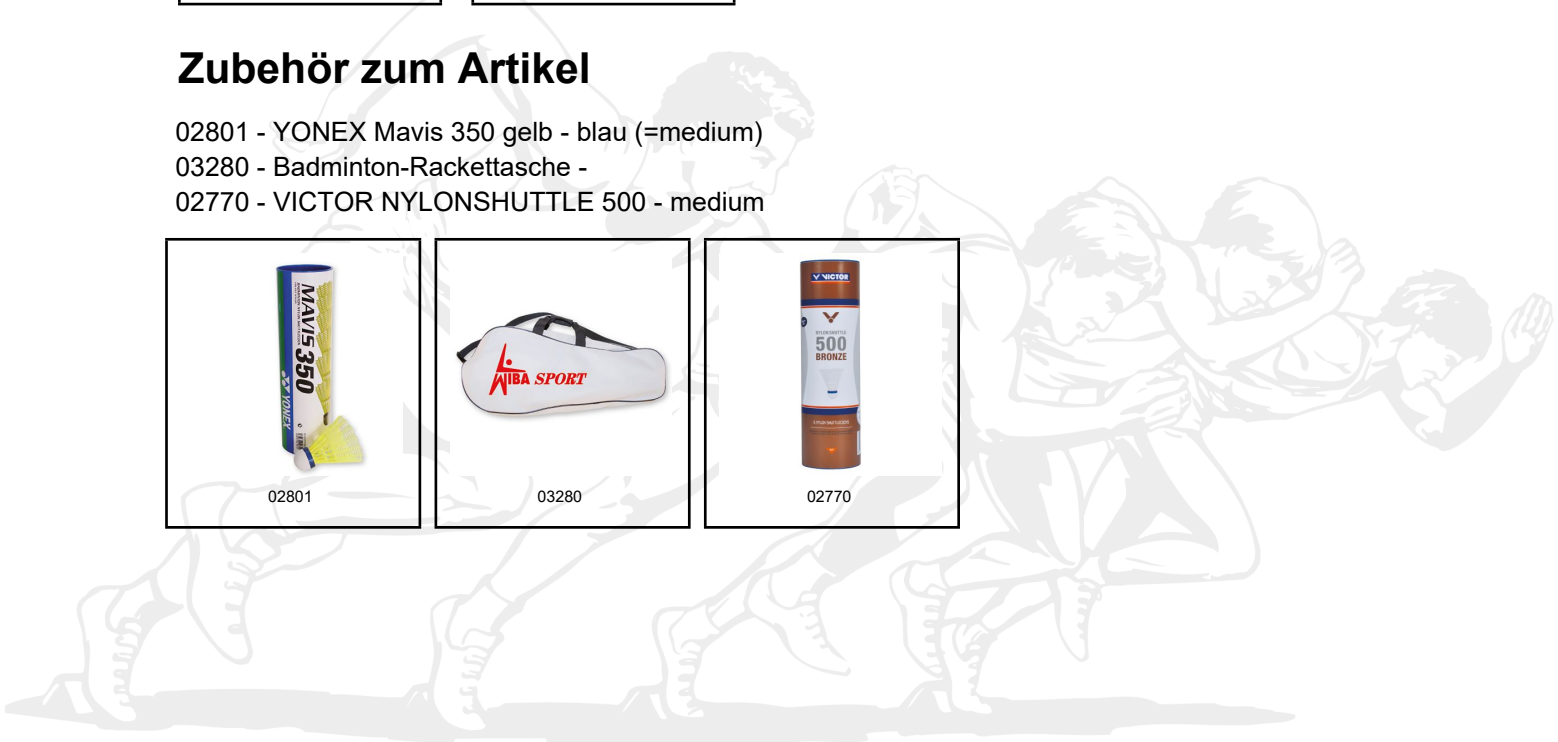 Zubehör zum Artikel
02801 - YONEX Mavis 350 gelb - blau (=medium)
03280 - Badminton-Rackettasche -
02770 - VICTOR NYLONSHUTTLE 500 - medium
MAVIS 350
YONEX
WIBA SPORT
VICTOR
NYLONSHUTTLE
500
BRONZE
02801
03280
02770